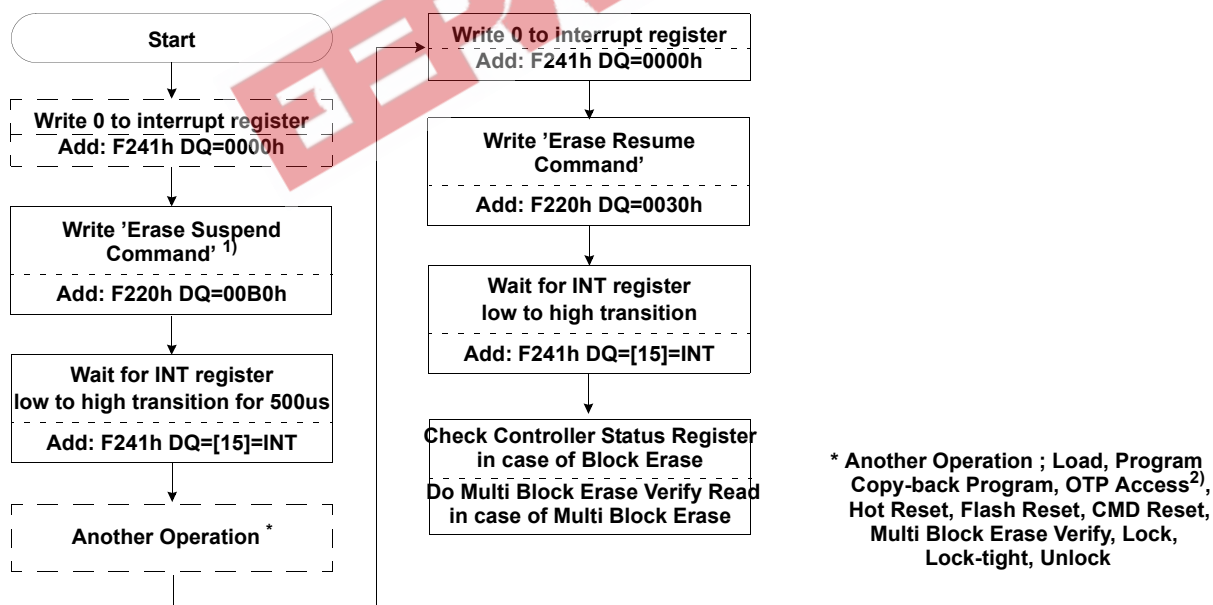 Start
Write 0 to interrupt register
Add: F241h DQ=0000h
Write ’Erase Suspend
Command’ 1)
Add: F220h DQ=00B0h
Wait for INT register
low to high transition for 500us
Add: F241h DQ=[15]=INT
Another Operation *
Write 0 to interrupt register
Add: F241h DQ=0000h
Write ’Erase Resume
Command’
Add: F220h DQ=0030h
Wait for INT register
low to high transition
Add: F241h DQ=[15]=INT
Check Controller Status Register
in case of Block Erase
Do Multi Block Erase Verify Read
in case of Multi Block Erase
* Another Operation ; Load, Program
Copy-back Program, OTP Access2),
Hot Reset, Flash Reset, CMD Reset,
Multi Block Erase Verify, Lock,
Lock-tight, Unlock